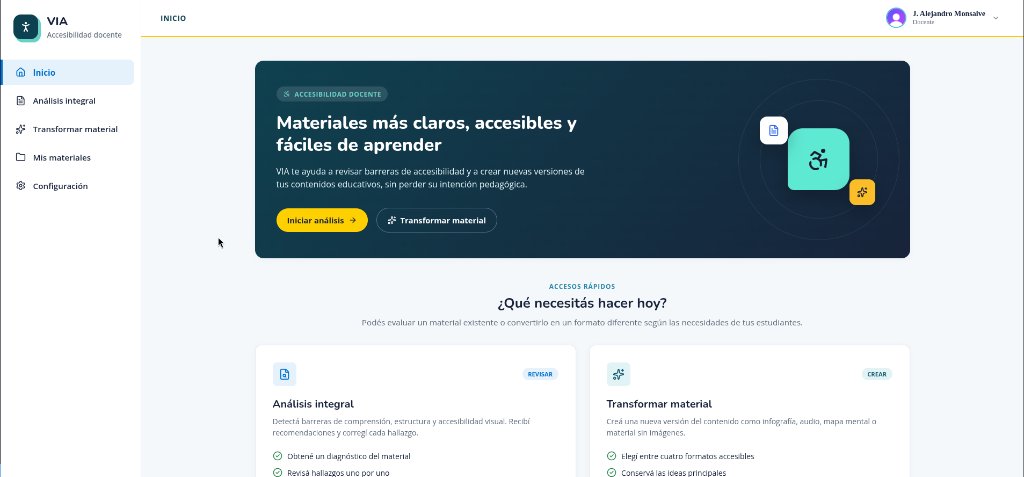 VIA
Accesibilidad docente
Inicio
Análisis integral
Transformar material
Mis materiales
Configuración
INICIO
J. Alejandro Monsalve
Docente
ACCESIBILIDAD DOCENTE
Materiales más claros, accesibles y
fáciles de aprender
VIA te ayuda a revisar barreras de accesibilidad y a crear nuevas versiones de
tus contenidos educativos, sin perder su intención pedagógica.
Iniciar análisis
Transformar material
ACCESOS RÁPIDOS
¿Qué necesitás hacer hoy?
Podés evaluar un material existente o convertirlo en un formato diferente según las necesidades de tus estudiantes.
REVISAR
Análisis integral
Detectá barreras de comprensión, estructura y accesibilidad visual. Recibí
recomendaciones y corregí cada hallazgo.
Obtené un diagnóstico del material
Revisá hallazgos uno por uno
CREAR
Transformar material
Creá una nueva versión del contenido como infografía, audio, mapa mental o
material sin imágenes.
Elegí entre cuatro formatos accesibles
Conservá las ideas principales